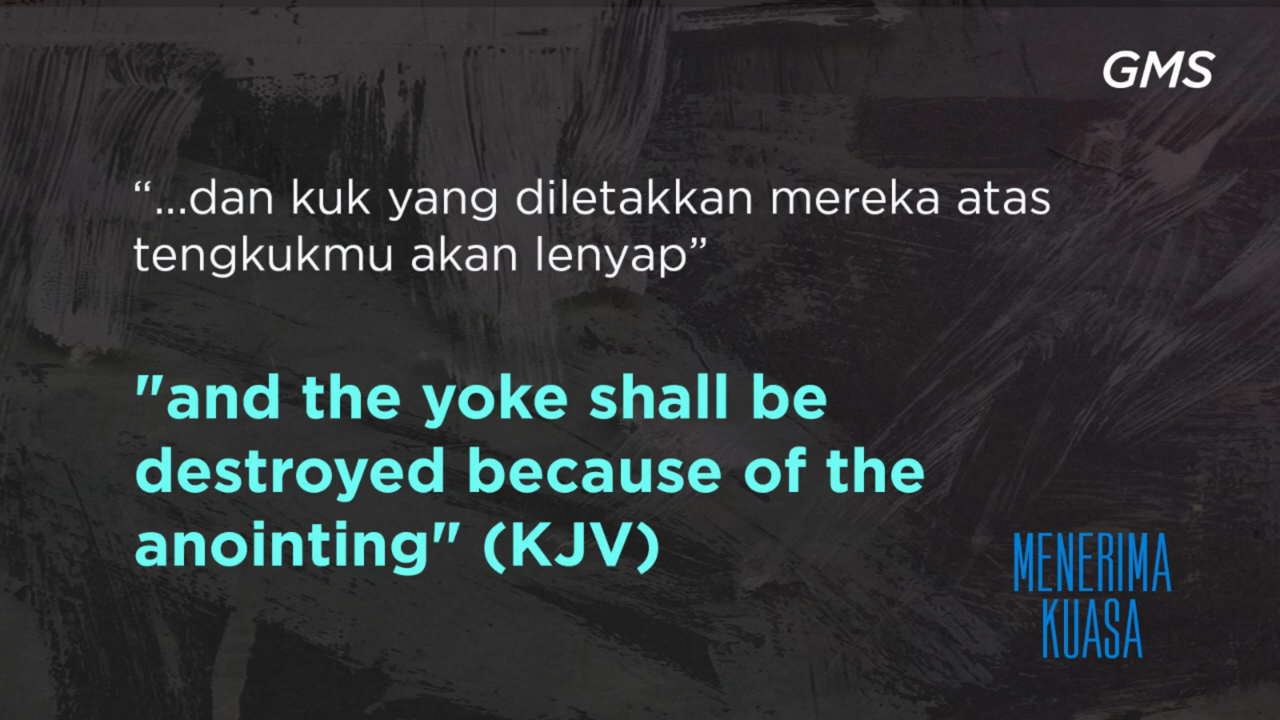 GMS
“...dan kuk yang diletakkan mereka atas
tengkukmu akan lenyap”
"and the yoke shall be
destroyed because of the
anointing" (KJV)
MENERIMA
KUASA